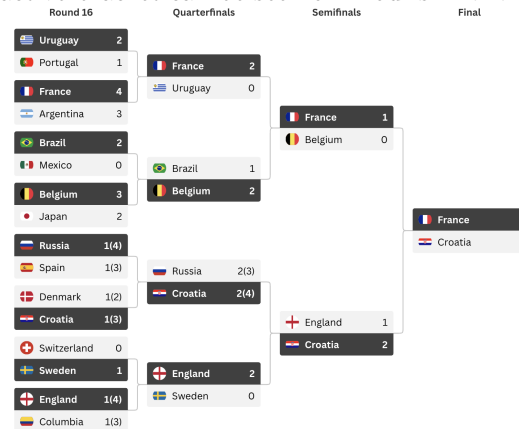 Round 16
Quarterfinals
Semifinals
Final
Uruguay 2
Portugal 1
France 4
Argentina 3
Brazil 2
Mexico 0
Belgium 3
Japan 2
Russia 1(4)
Spain 1(3)
Denmark 1(2)
Croatia 1(3)
Switzerland 0
Sweden 1
England 1(4)
Columbia 1(3)
France 2
Uruguay 0
Brazil 1
Belgium 2
Russia 2(3)
Croatia 2(4)
England 2
Sweden 0
France 1
Belgium 0
England 1
Croatia 2
France
Croatia